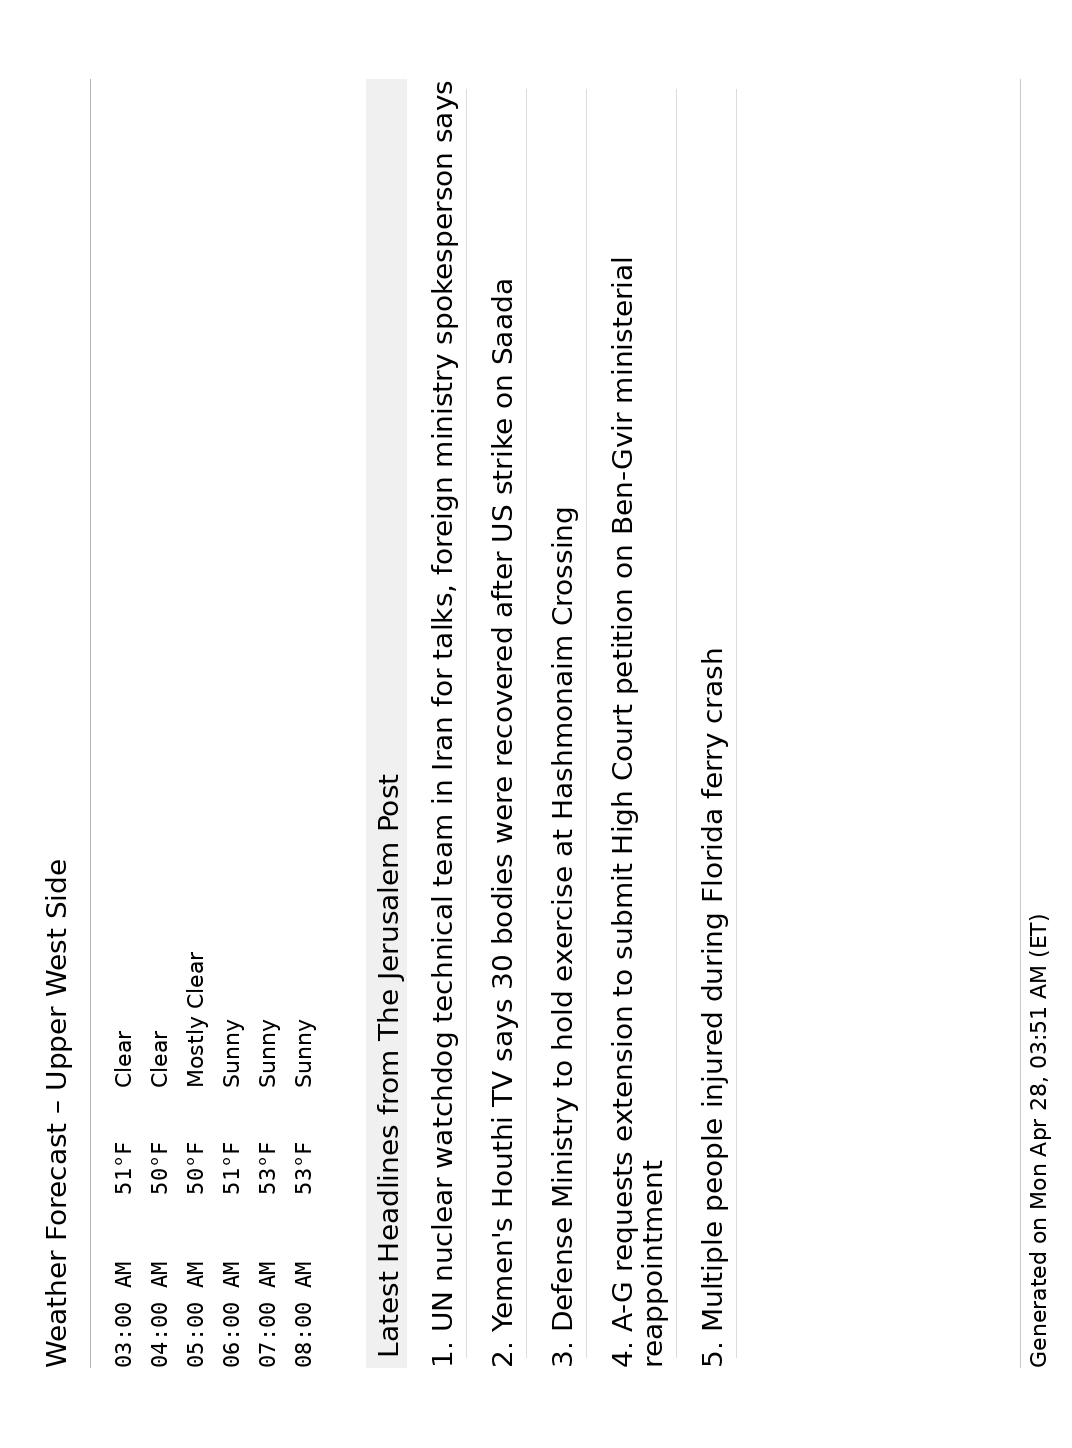 Weather Forecast – Upper West Side
03:00 AM 51°F Clear
04:00 AM 50°F Clear
05:00 AM 50°F Mostly Clear
06:00 AM 51°F Sunny
07:00 AM 53°F Sunny
08:00 AM 53°F Sunny
Latest Headlines from The Jerusalem Post
1. UN nuclear watchdog technical team in Iran for talks, foreign ministry spokesperson says
2. Yemen's Houthi TV says 30 bodies were recovered after US strike on Saada
3. Defense Ministry to hold exercise at Hashmonaim Crossing
4. A-G requests extension to submit High Court petition on Ben-Gvir ministerial
reappointment
5. Multiple people injured during Florida ferry crash
Generated on Mon Apr 28, 03:51 AM (ET)